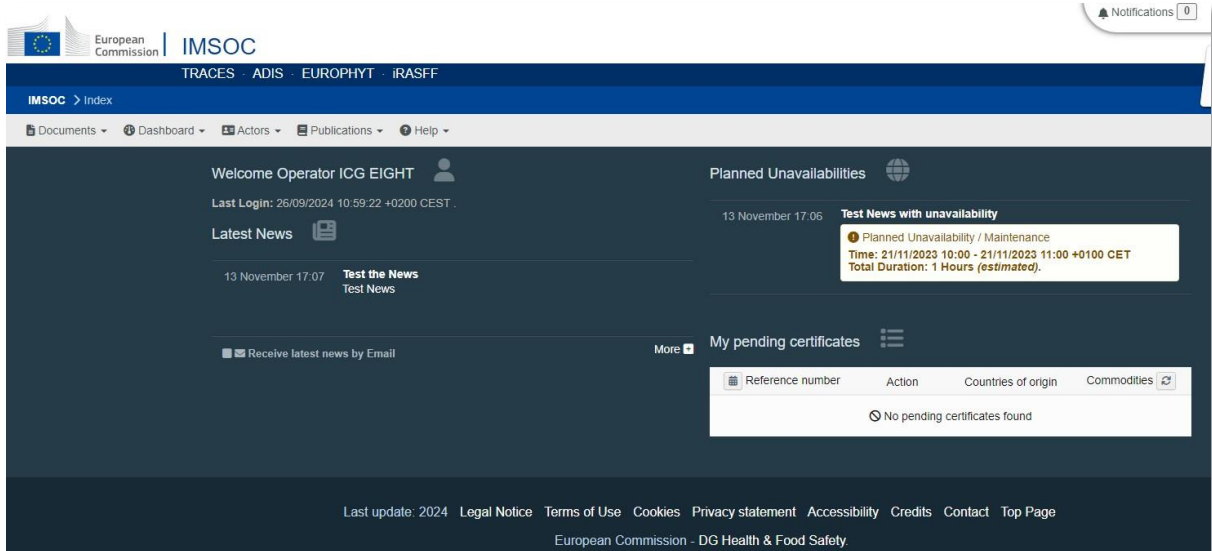 Notifications 0
European
Commission
IMSOC
TRACES - ADIS - EUROPHYT - iRASFF
IMSOC > Index
Documents Dashboard Actors Publications Help
Welcome Operator ICG EIGHT
Last Login: 26/09/2024 10:59:22 +0200 CEST .
Latest News
13 November 17:07 Test the News
Test News
Receive latest news by Email
More
Planned Unavailabilities
13 November 17:06 Test News with unavailability
Planned Unavailability / Maintenance
Time: 21/11/2023 10:00 - 21/11/2023 11:00 +0100 CET
Total Duration: 1 Hours (estimated).
My pending certificates
Reference number Action Countries of origin Commodities
No pending certificates found
Last update: 2024 Legal Notice Terms of Use Cookies Privacy statement Accessibility Credits Contact Top Page
European Commission - DG Health & Food Safety.